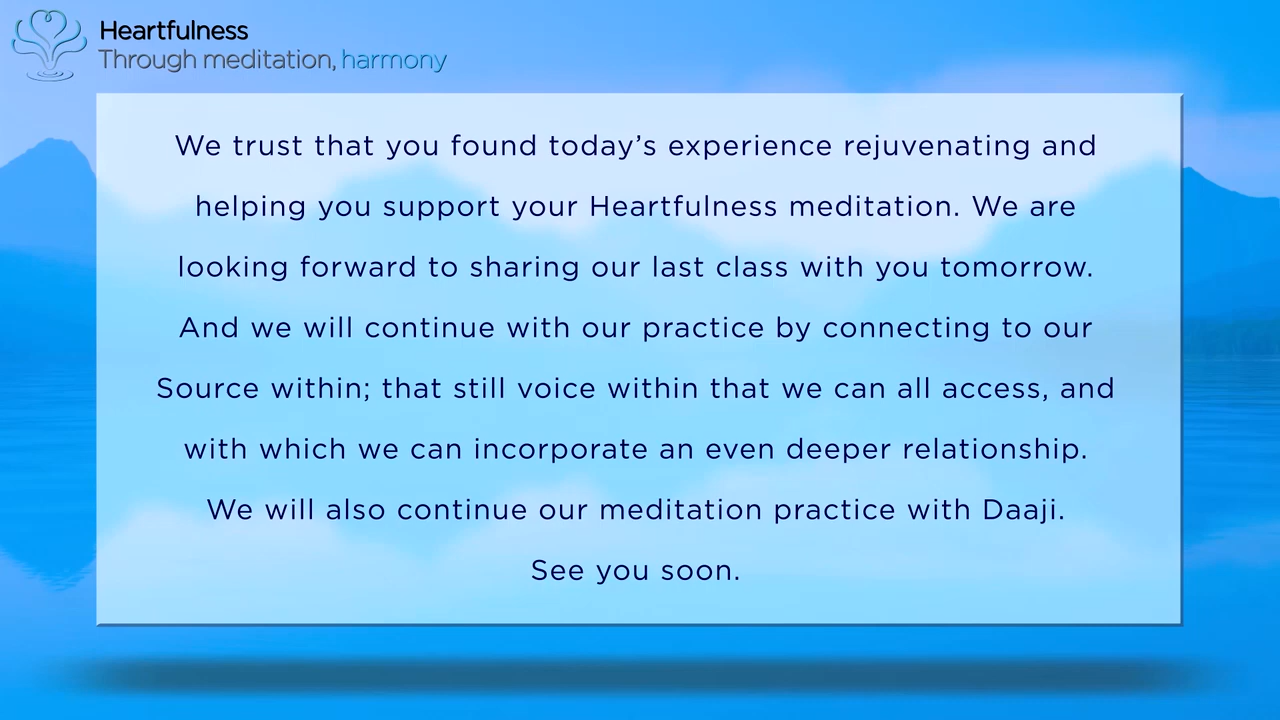 Heartfulness
Through meditation, harmony
We trust that you found today’s experience rejuvenating and
helping you support your Heartfulness meditation. We are
looking forward to sharing our last class with you tomorrow.
And we will continue with our practice by connecting to our
Source within; that still voice within that we can all access, and
with which we can incorporate an even deeper relationship.
We will also continue our meditation practice with Daaji.
See you soon.